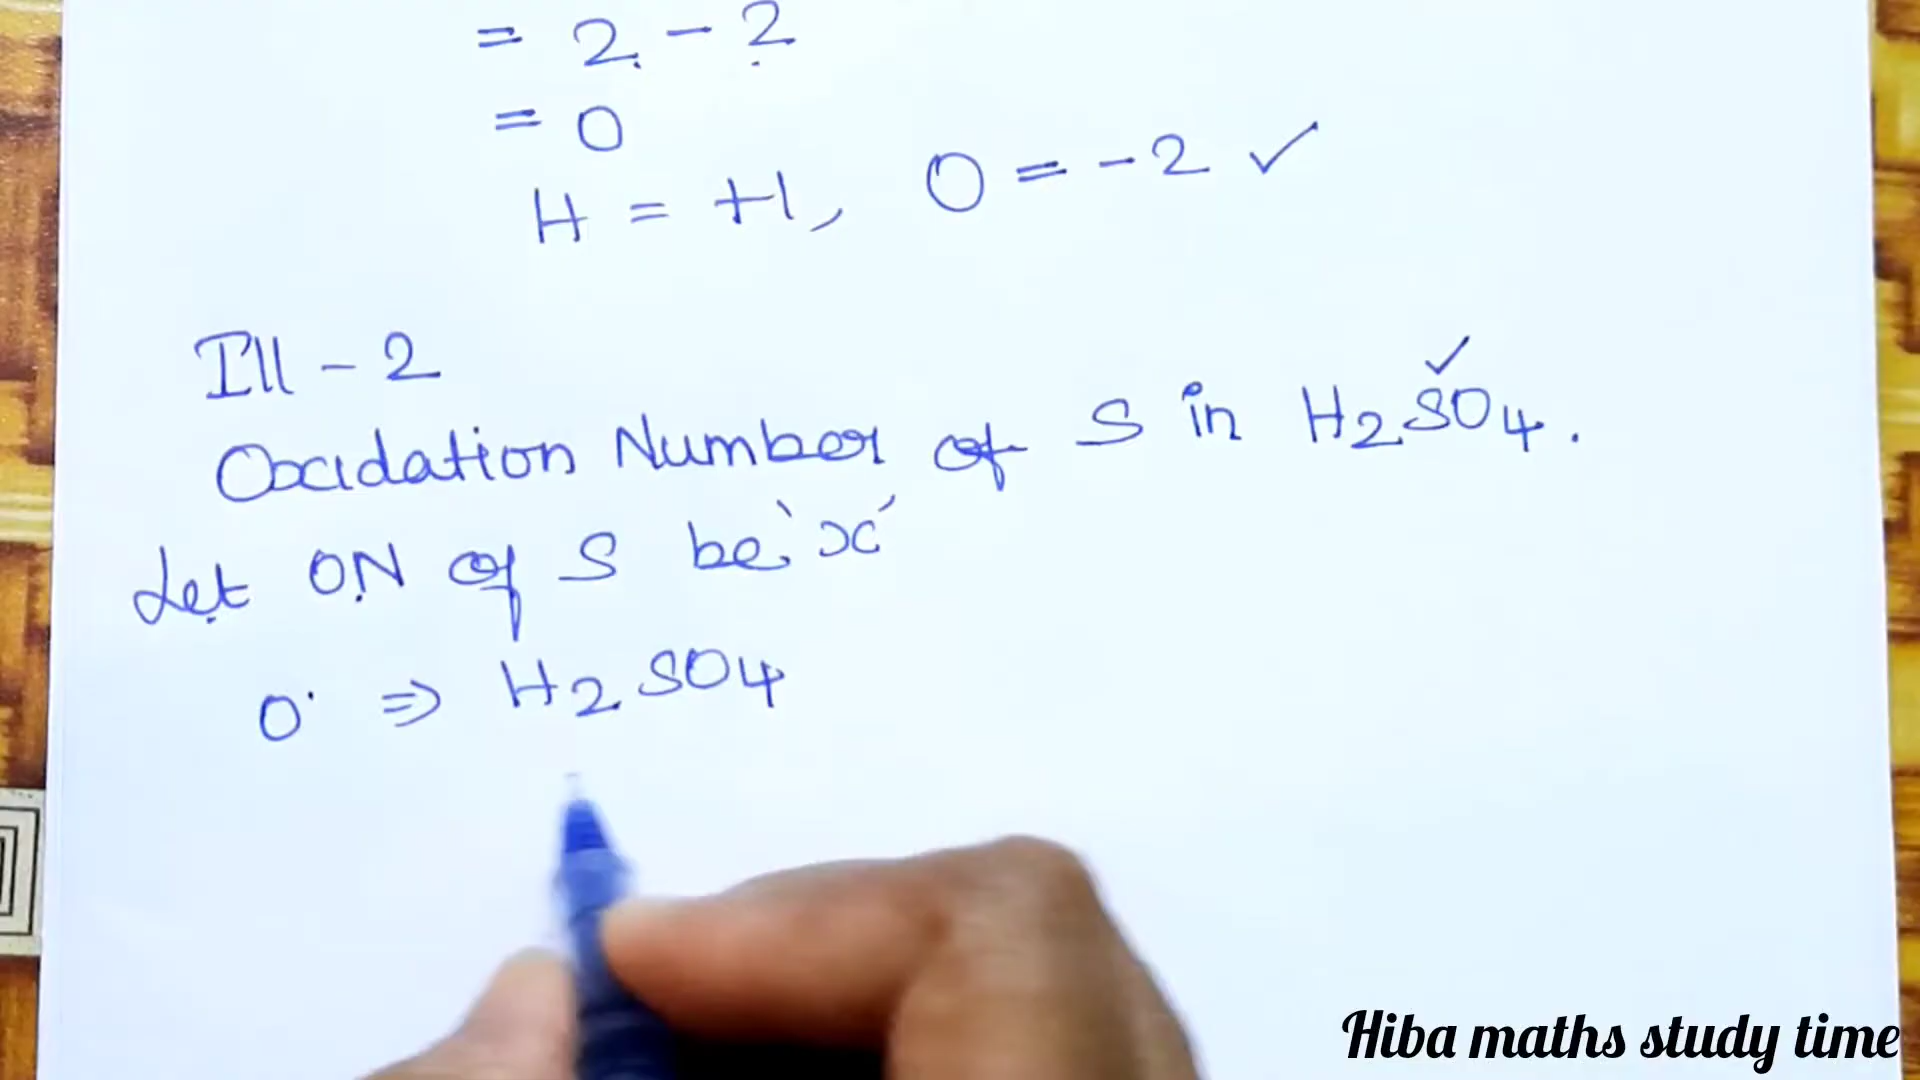 = 2 - 2
= 0
H = +1, O = -2 ✓
Ill - 2
Oxidation Number of S in H2SO4.
Let ON of S be 'x'
0 ⇒ H2SO4
Hiba maths study time